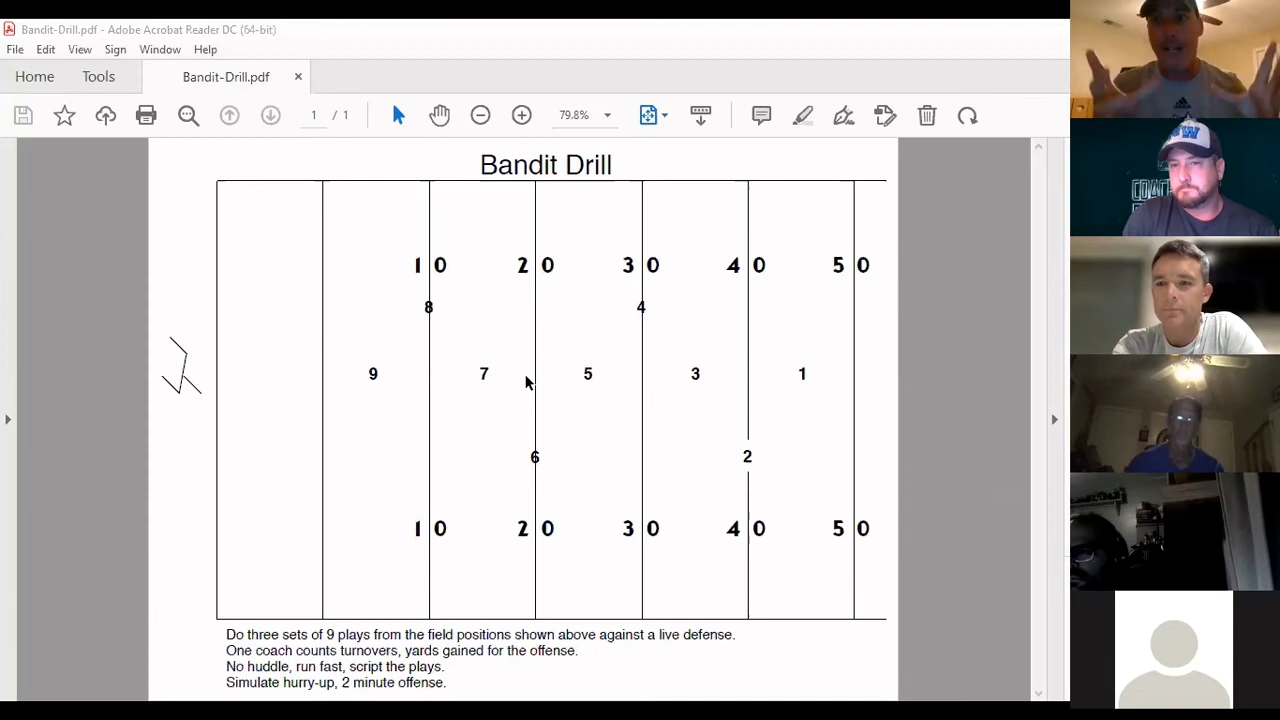 Bandit-Drill.pdf - Adobe Acrobat Reader DC (64-bit)
File Edit View Sign Window Help
Home Tools Bandit-Drill.pdf ×
1 / 1 79.8%
Bandit Drill
1 0 2 0 3 0 4 0 5 0
8 4
9 7 5 3 1
6 2
1 0 2 0 3 0 4 0 5 0
Do three sets of 9 plays from the field positions shown above against a live defense.
One coach counts turnovers, yards gained for the offense.
No huddle, run fast, script the plays.
Simulate hurry-up, 2 minute offense.
COAC